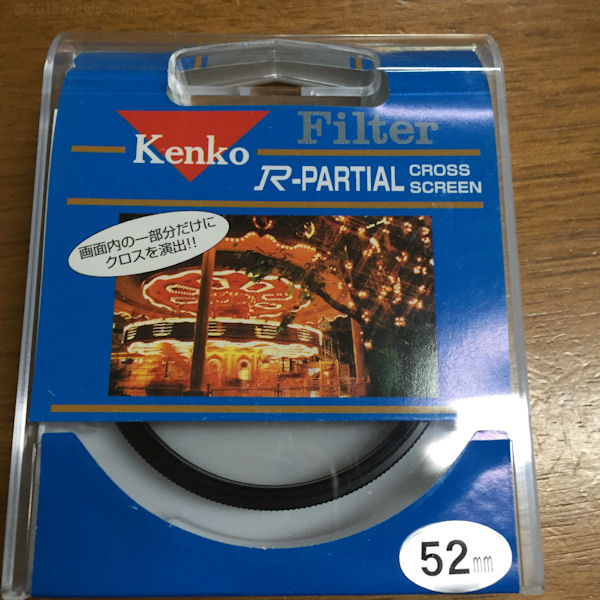 Filter
Kenko
R-PARTIAL CROSS
SCREEN
画面内の一部分だけに
クロスを演出!!
52mm